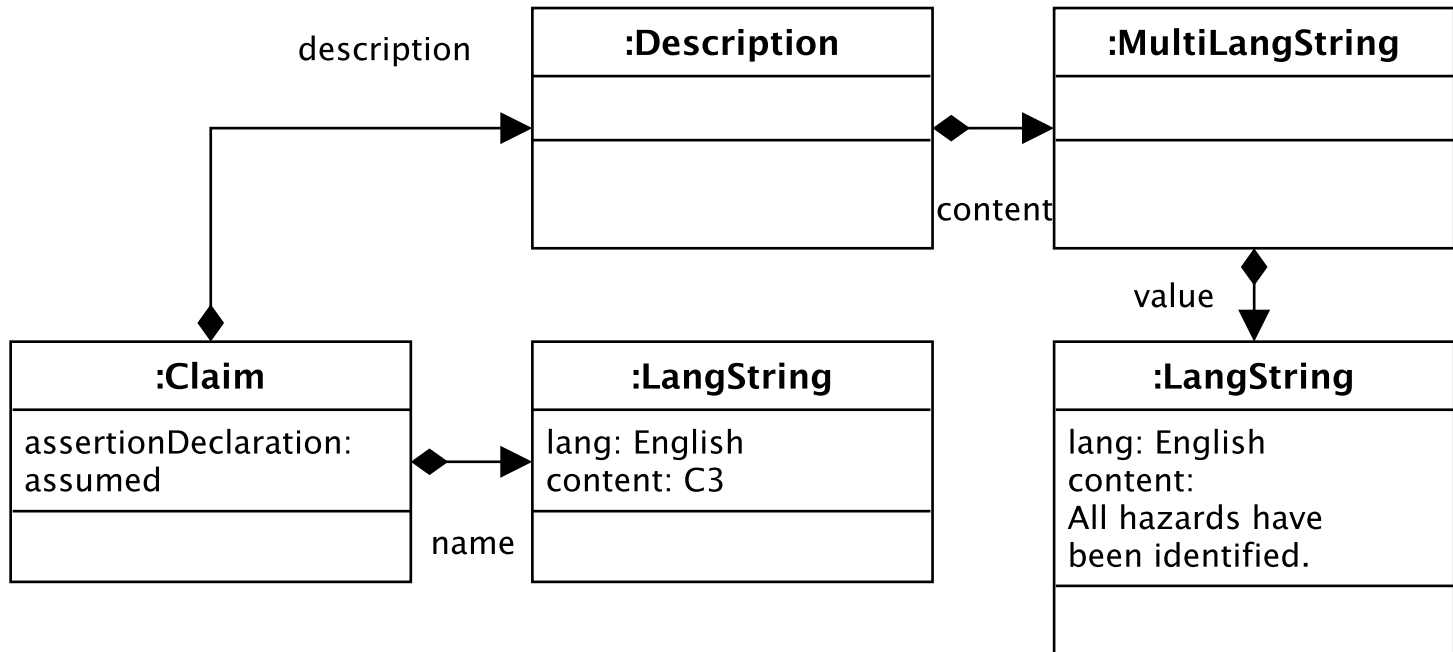 description
:Description
:MultiLangString
content
value
:Claim
assertionDeclaration:
assumed
name
:LangString
lang: English
content: C3
:LangString
lang: English
content:
All hazards have
been identified.